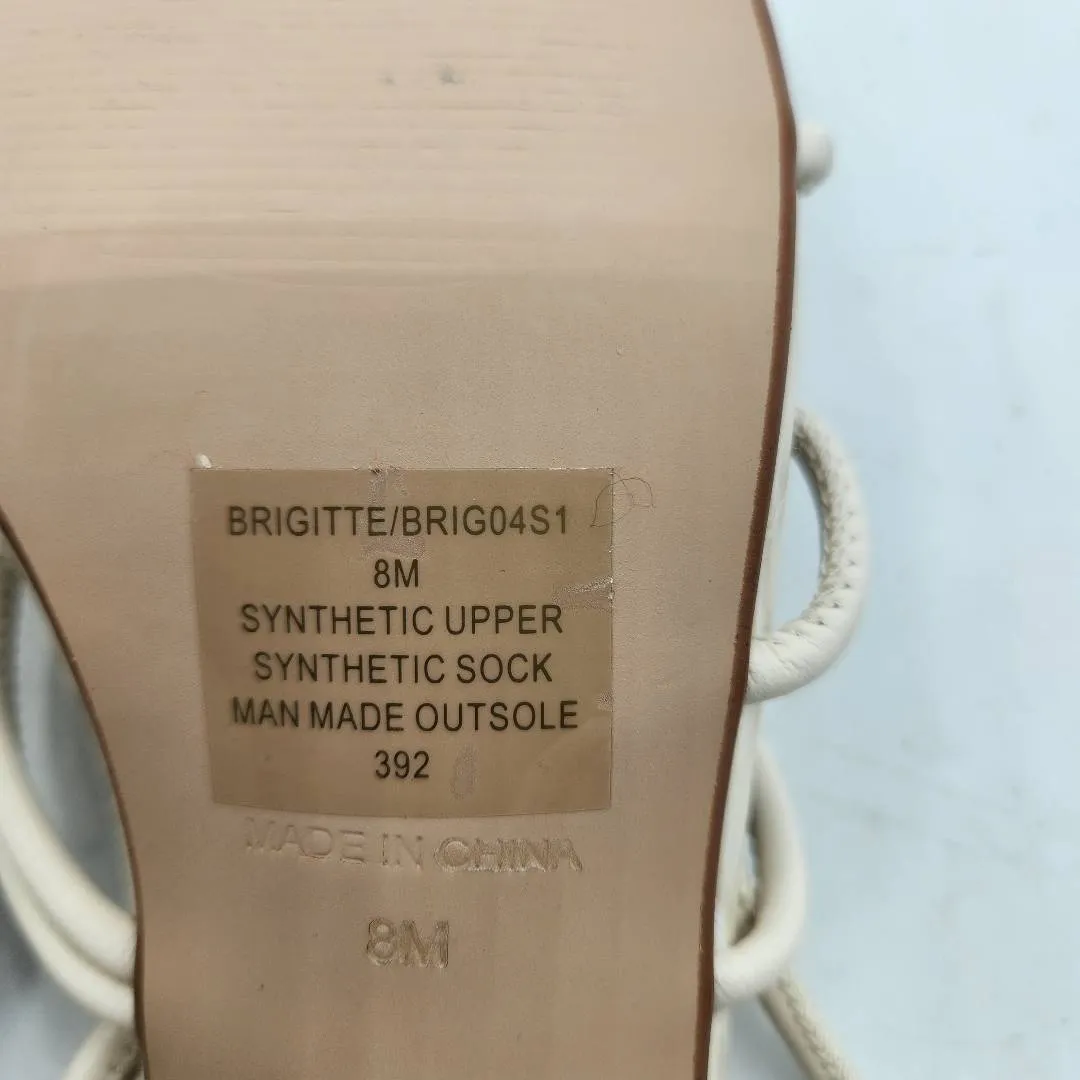 BRIGITTE/BRIG04S1
8M
SYNTHETIC UPPER
SYNTHETIC SOCK
MAN MADE OUTSOLE
392
MADE IN CHINA
8M